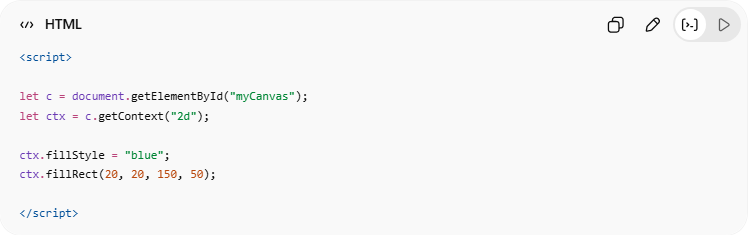 HTML
<script>
let c = document.getElementById("myCanvas");
let ctx = c.getContext("2d");
ctx.fillStyle = "blue";
ctx.fillRect(20, 20, 150, 50);
</script>